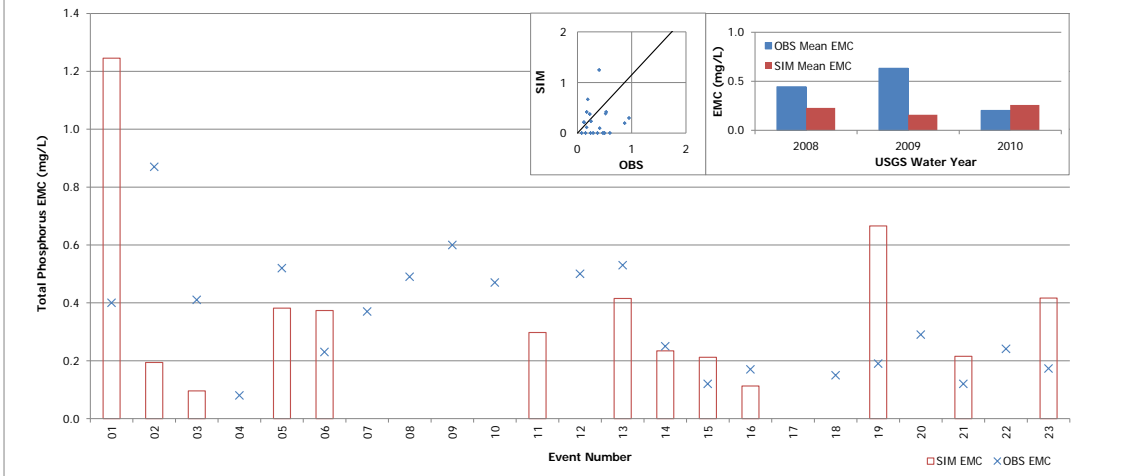 1.4
1.2
1.0
0.8
0.6
0.4
0.2
0.0
Total Phosphorus EMC (mg/L)
01 02 03 04 05 06 07 08 09 10 11 12 13 14 15 16 17 18 19 20 21 22 23
Event Number
SIM EMC OBS EMC
2
1
0
SIM
0 1 2
OBS
1.0
0.5
0.0
EMC (mg/L)
OBS Mean EMC
SIM Mean EMC
2008 2009 2010
USGS Water Year